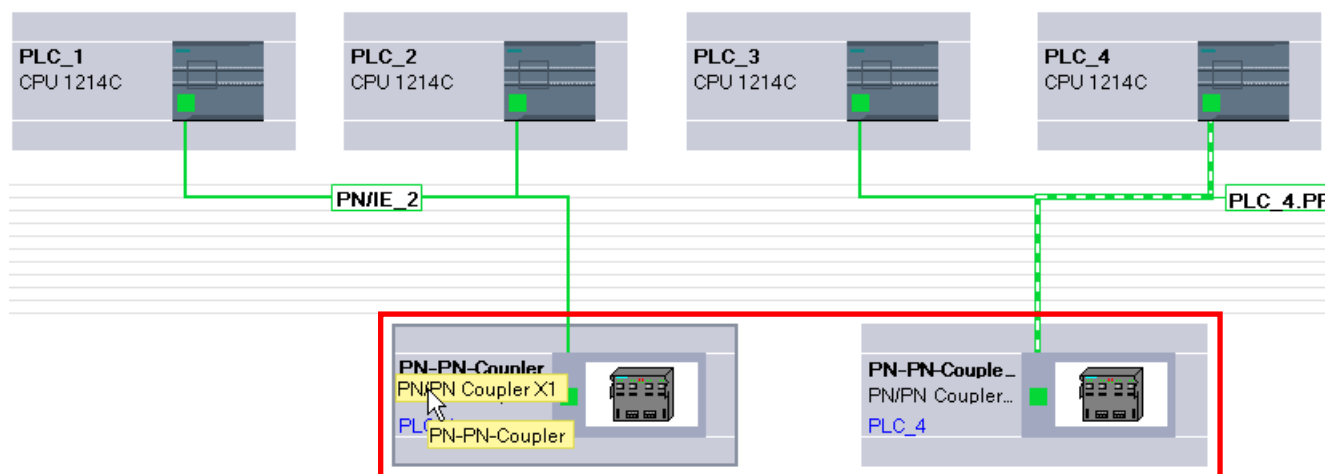 PLC_1
CPU 1214C
PLC_2
CPU 1214C
PLC_3
CPU 1214C
PLC_4
CPU 1214C
PN/IE_2
PLC_4.PR
PN-PN-Coupler
PN/PN Coupler X1
PN-PN-Coupler
PN-PN-Couple_
PN/PN Coupler...
PLC_4